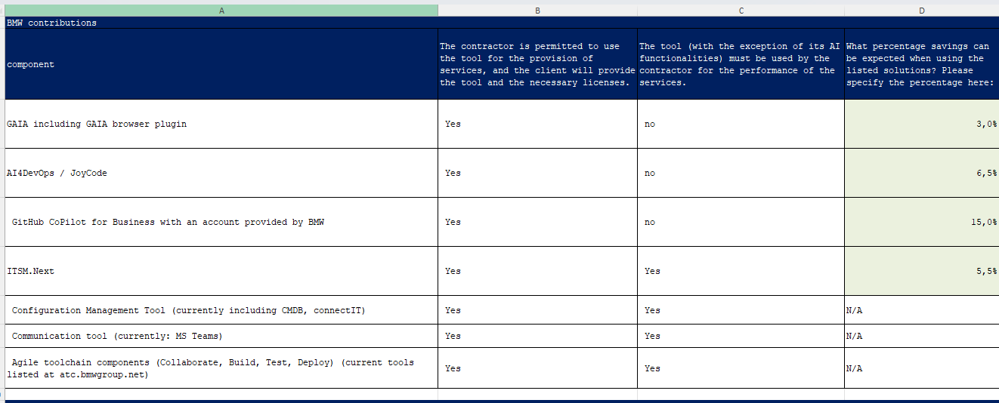 A B C D
BMW contributions
component
The contractor is permitted to use
the tool for the provision of
services, and the client will provide
the tool and the necessary licenses.
The tool (with the exception of its AI
functionalities) must be used by the
contractor for the performance of the
services.
What percentage savings can
be expected when using the
listed solutions? Please
specify the percentage here:
GAIA including GAIA browser plugin Yes no 3,0%
AI4DevOps / JoyCode Yes no 6,5%
GitHub CoPilot for Business with an account provided by BMW Yes no 15,0%
ITSM.Next Yes Yes 5,5%
Configuration Management Tool (currently including CMDB, connectIT) Yes Yes N/A
Communication tool (currently: MS Teams) Yes Yes N/A
Agile toolchain components (Collaborate, Build, Test, Deploy) (current tools
listed at atc.bmwgroup.net) Yes Yes N/A